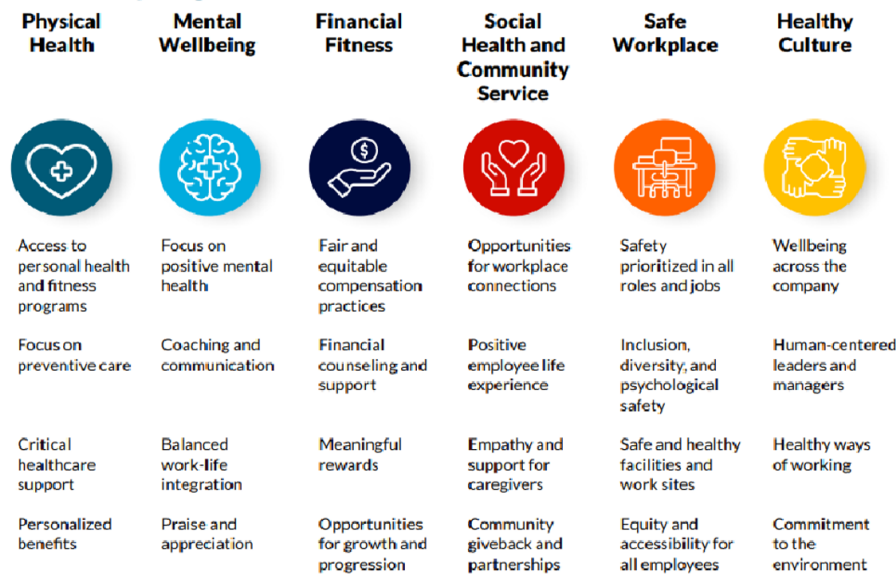 Physical
Health
Mental
Wellbeing
Financial
Fitness
Social
Health and
Community
Service
Safe
Workplace
Healthy
Culture
$
Access to
personal health
and fitness
programs
Focus on
positive mental
health
Fair and
equitable
compensation
practices
Opportunities
for workplace
connections
Safety
prioritized in all
roles and jobs
Wellbeing
across the
company
Focus on
preventive care
Coaching and
communication
Financial
counseling and
support
Positive
employee life
experience
Inclusion,
diversity, and
psychological
safety
Human-centered
leaders and
managers
Critical
healthcare
support
Balanced
work-life
integration
Meaningful
rewards
Empathy and
support for
caregivers
Safe and healthy
facilities and
work sites
Healthy ways
of working
Personalized
benefits
Praise and
appreciation
Opportunities
for growth and
progression
Community
giveback and
partnerships
Equity and
accessibility for
all employees
Commitment
to the
environment